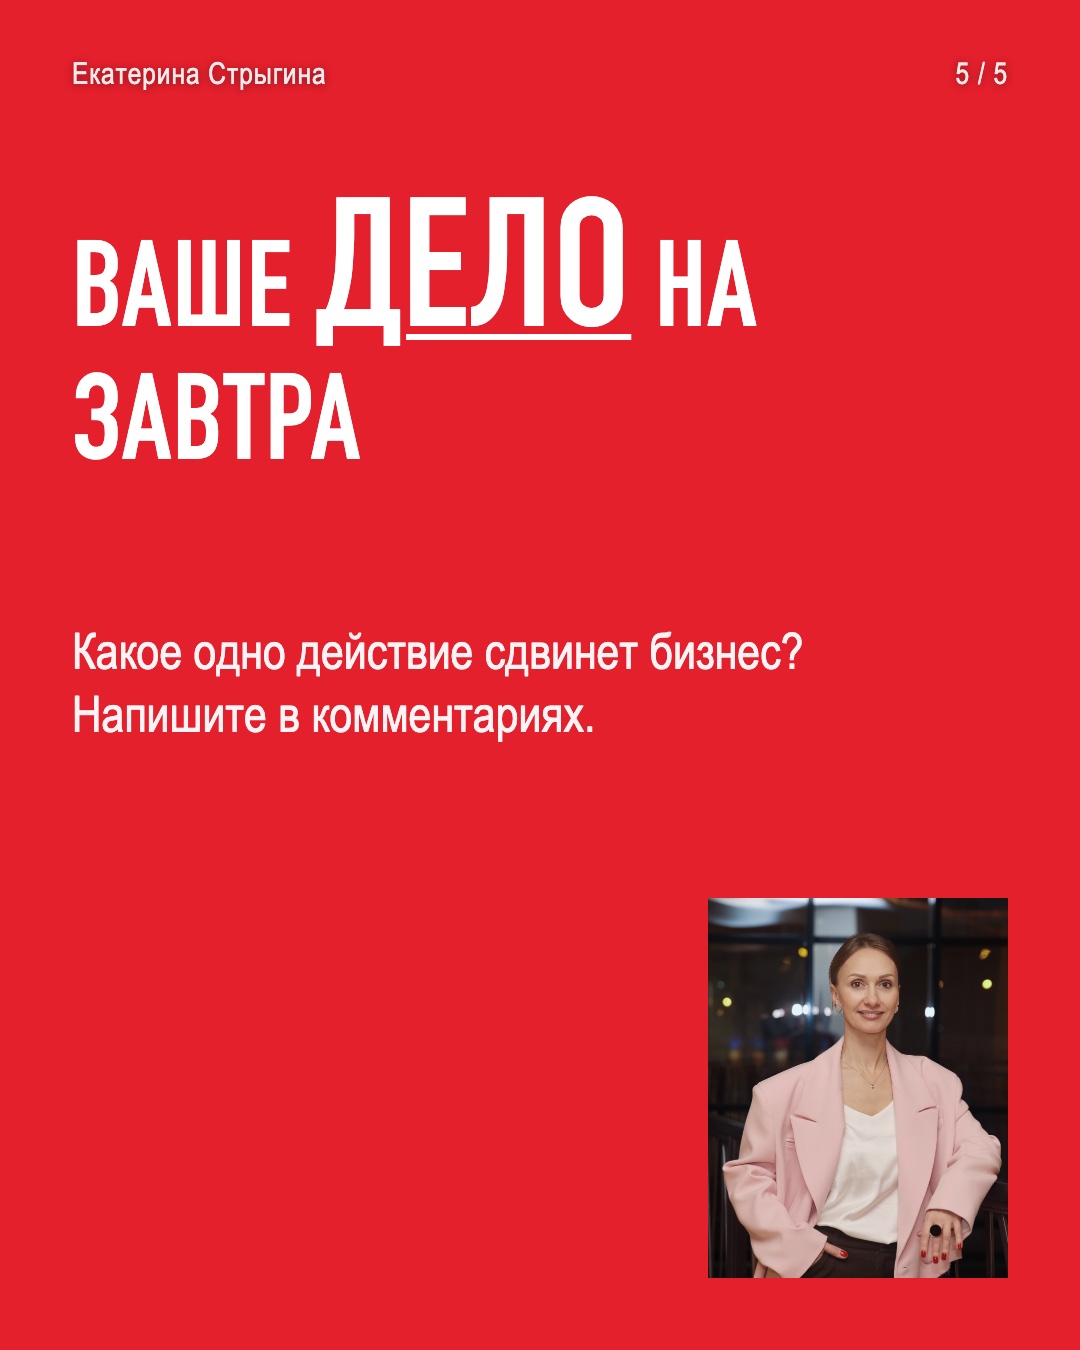 Екатерина Стрыгина
5 / 5
ВАШЕ ДЕЛО НА
ЗАВТРА
Какое одно действие сдвинет бизнес?
Напишите в комментариях.